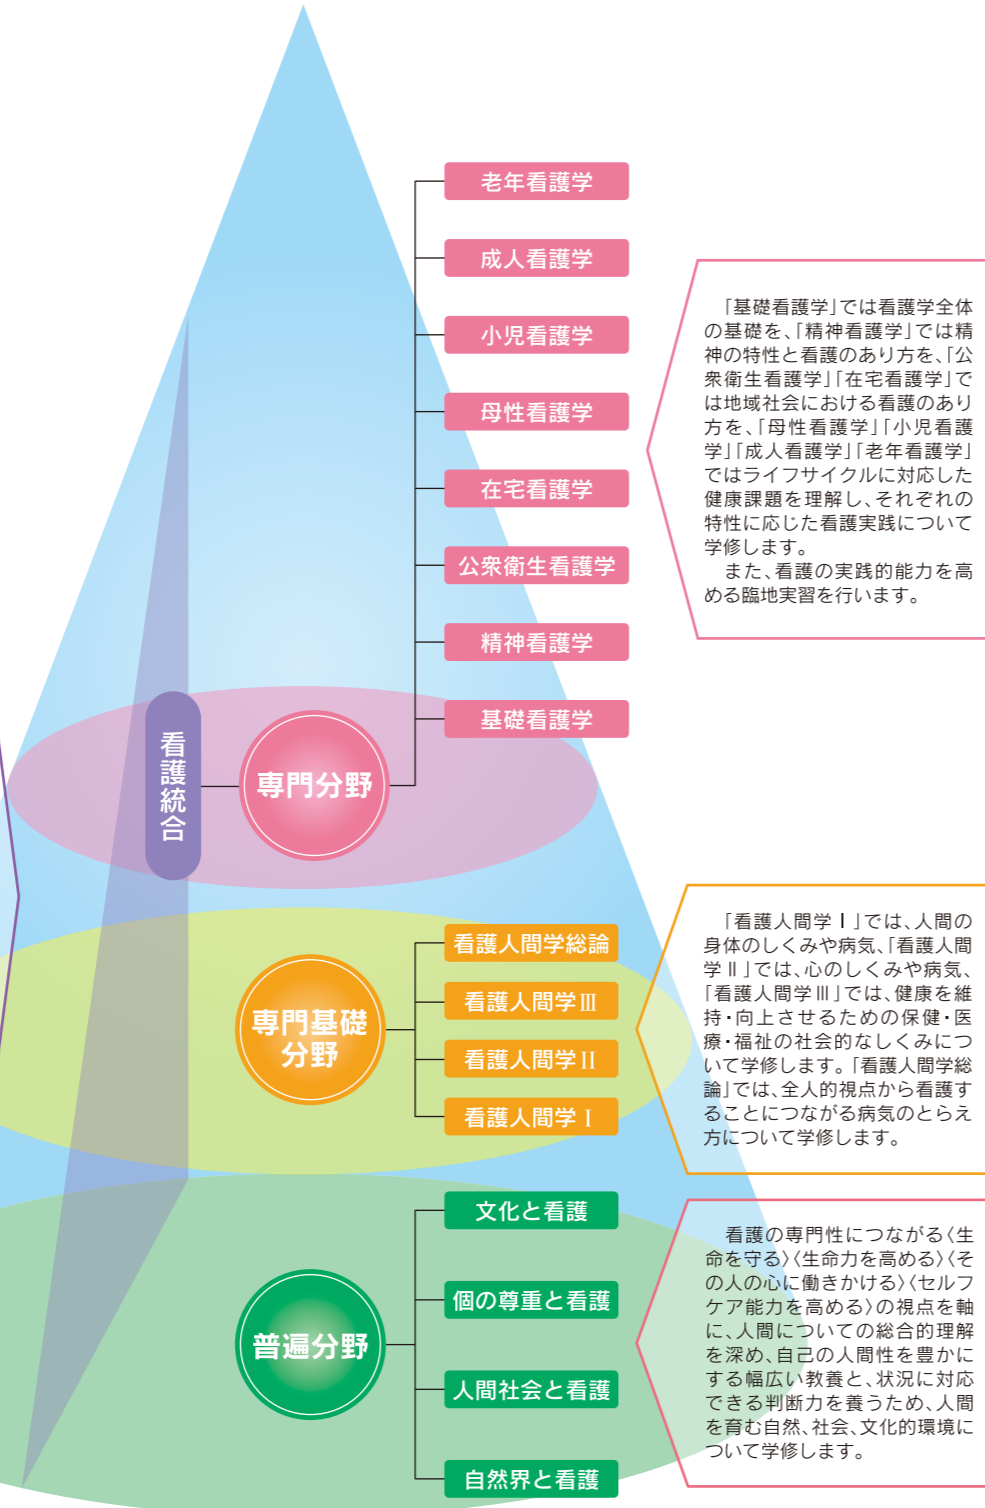 老年看護学
成人看護学
小児看護学
母性看護学
在宅看護学
公衆衛生看護学
精神看護学
基礎看護学
看護統合
専門分野
「基礎看護学」では看護学全体
の基礎を、「精神看護学」では精
神の特性と看護のあり方を、「公
衆衛生看護学」「在宅看護学」で
は地域社会における看護のあり
方を、「母性看護学」「小児看護
学」「成人看護学」「老年看護学」
ではライフサイクルに対応した
健康課題を理解し、それぞれの
特性に応じた看護実践について
学修します。
また、看護の実践的能力を高
める臨地実習を行います。
看護人間学総論
看護人間学Ⅲ
看護人間学Ⅱ
看護人間学Ⅰ
専門基礎
分野
「看護人間学Ⅰ」では、人間の
身体のしくみや病気、「看護人間
学Ⅱ」では、心のしくみや病気、
「看護人間学Ⅲ」では、健康を維
持・向上させるための保健・医
療・福祉の社会的なしくみにつ
いて学修します。「看護人間学総
論」では、全人的視点から看護す
ることにつながる病気のとらえ
方について学修します。
文化と看護
個の尊重と看護
人間社会と看護
自然界と看護
普遍分野
看護の専門性につながる〈生
命を守る〉〈生命力を高める〉〈そ
の人の心に働きかける〉〈セルフ
ケア能力を高める〉の視点を軸
に、人間についての総合的理解
を深め、自己の人間性を豊かに
する幅広い教養と、状況に対応
できる判断力を養うため、人間
を育む自然、社会、文化的環境に
ついて学修します。